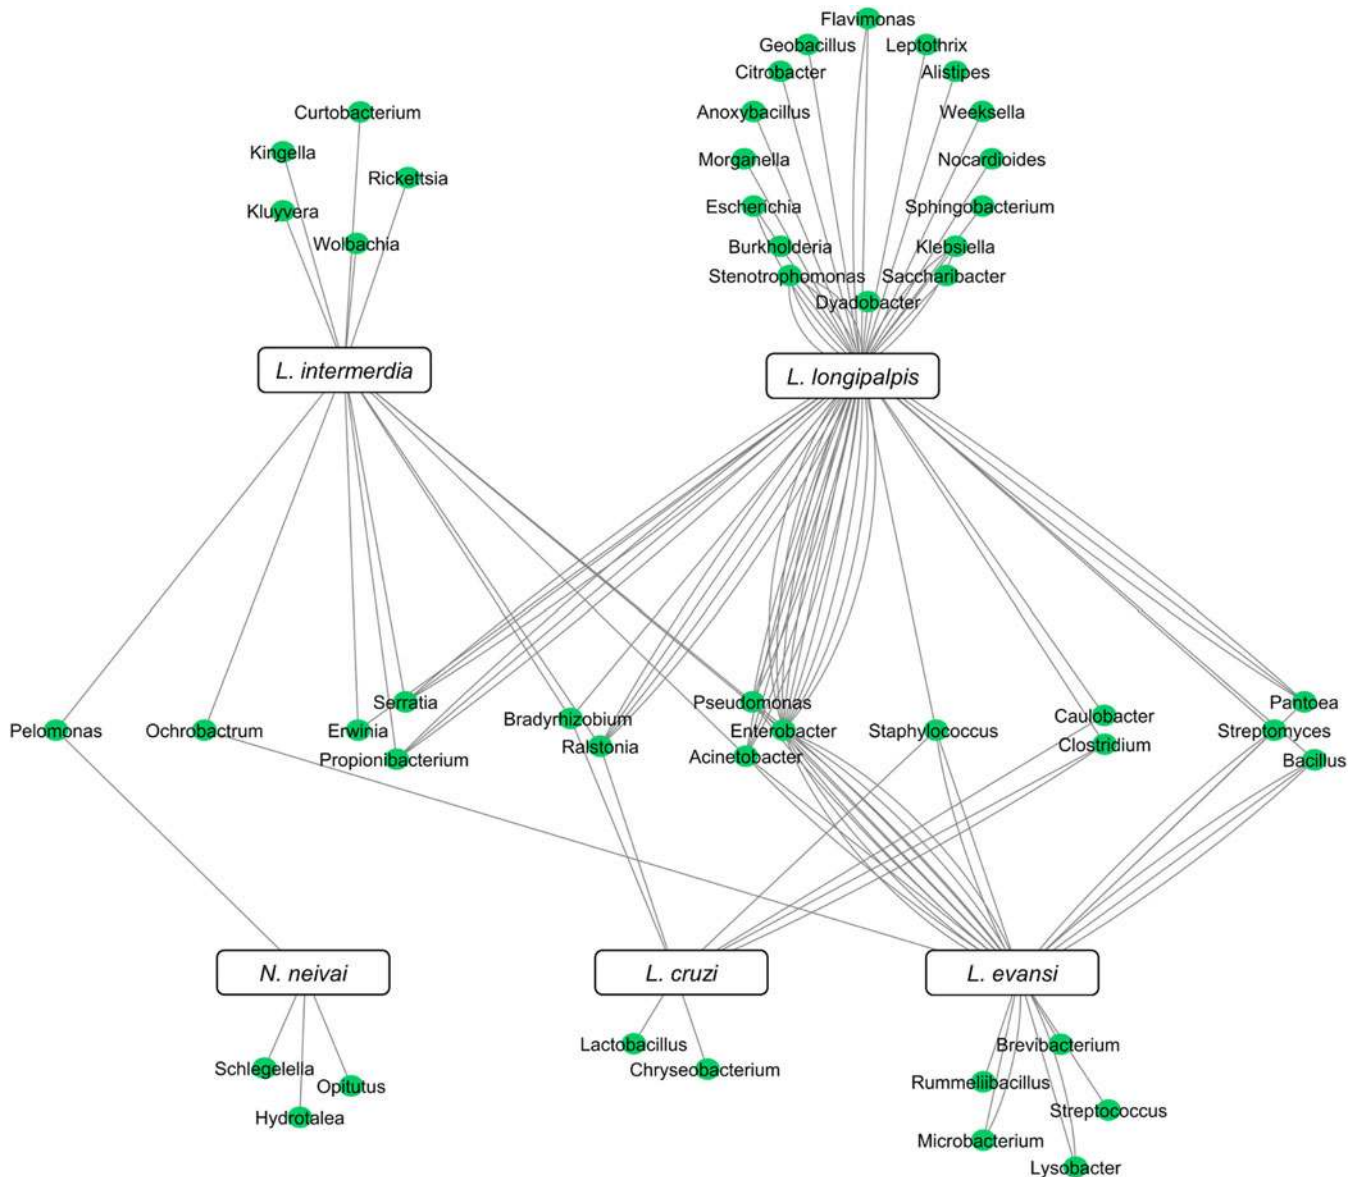 Flavimonas
Geobacillus
Leptothrix
Citrobacter
Alistipes
Curtobacterium
Anoxybacillus
Weeksella
Kingella
Morganella
Nocardioides
Rickettsia
Kluyvera
Escherichia
Sphingobacterium
Wolbachia
Burkholderia
Klebsiella
Stenotrophomonas
Saccharibacter
Dyadobacter
L. intermerdia
L. longipalpis
Serratia
Pseudomonas
Pantoea
Bradyrhizobium
Caulobacter
Pelomonas
Ochrobactrum
Erwinia
Enterobacter
Staphylococcus
Streptomyces
Ralstonia
Clostridium
Propionibacterium
Acinetobacter
Bacillus
N. neivai
L. cruzi
L. evansi
Lactobacillus
Brevibacterium
Schlegelella
Chryseobacterium
Opitutus
Rummeliibacillus
Hydrotalea
Streptococcus
Microbacterium
Lysobacter